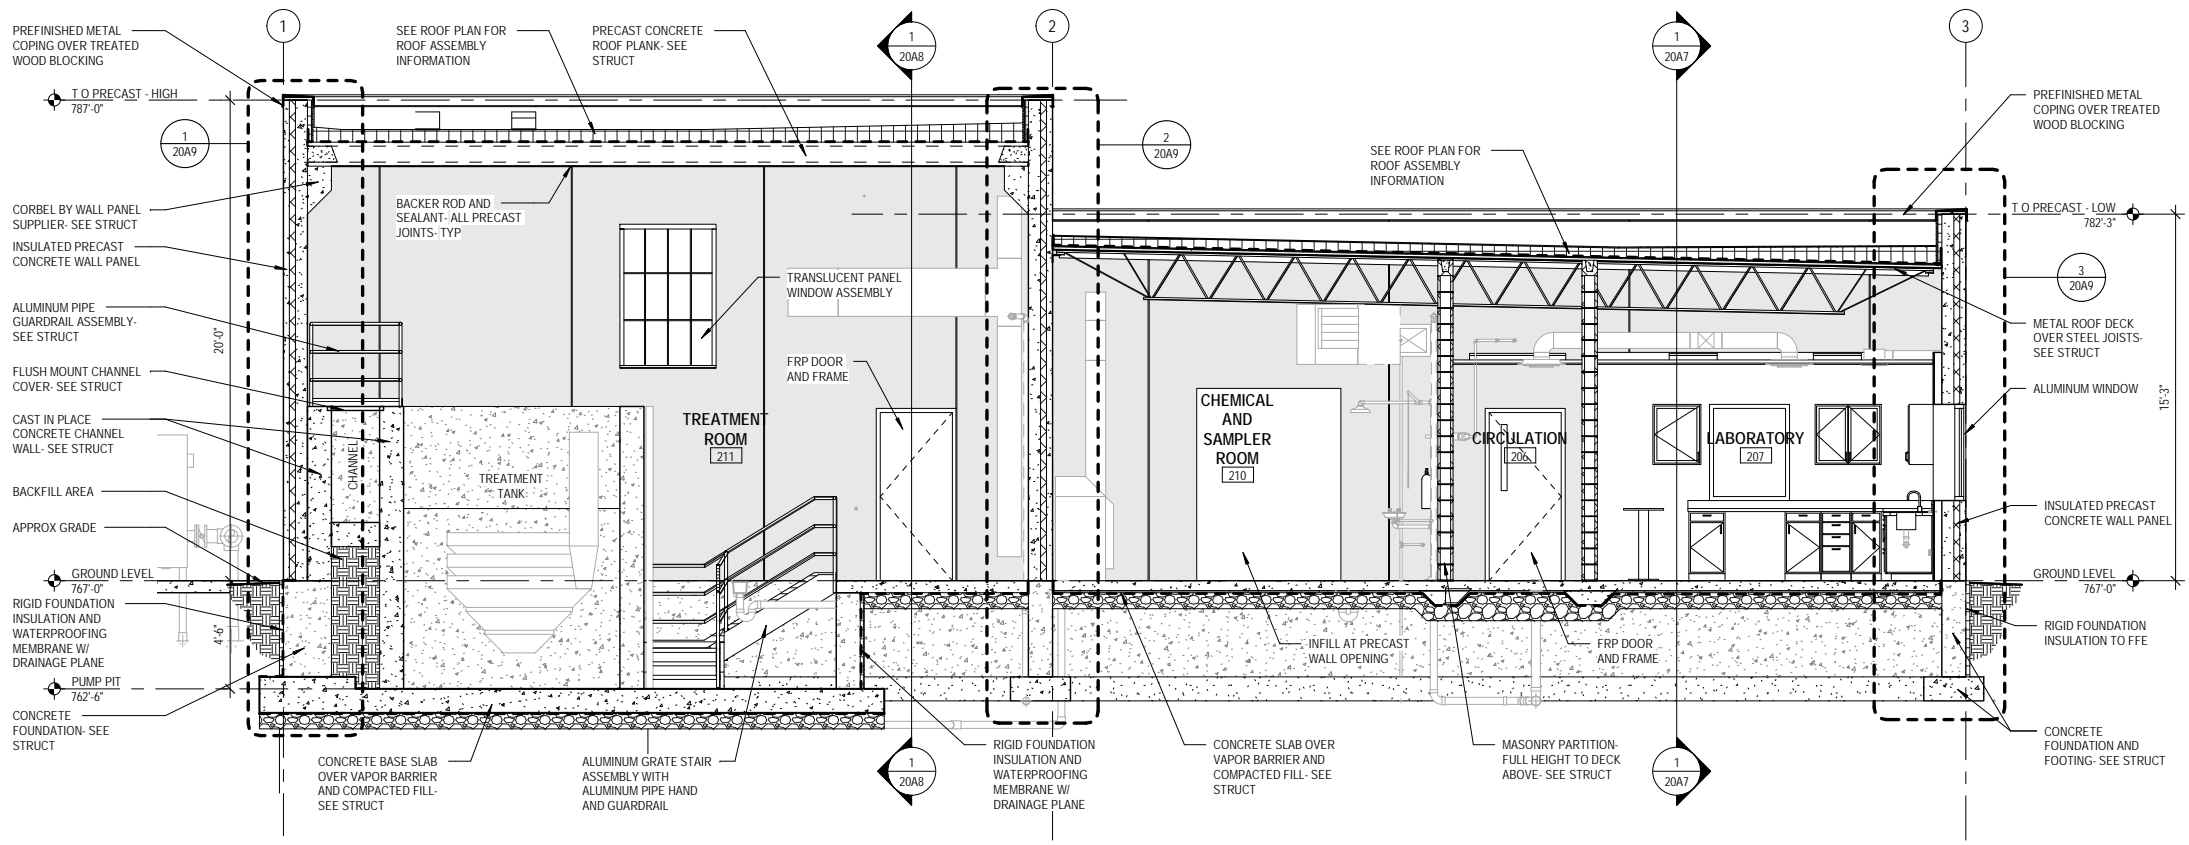 1
2
3
PREFINISHED METAL
COPING OVER TREATED
WOOD BLOCKING
SEE ROOF PLAN FOR
ROOF ASSEMBLY
INFORMATION
PRECAST CONCRETE
ROOF PLANK- SEE
STRUCT
1
20A8
1
20A7
T O PRECAST - HIGH
787'-0"
1
20A9
2
20A9
PREFINISHED METAL
COPING OVER TREATED
WOOD BLOCKING
SEE ROOF PLAN FOR
ROOF ASSEMBLY
INFORMATION
CORBEL BY WALL PANEL
SUPPLIER- SEE STRUCT
BACKER ROD AND
SEALANT- ALL PRECAST
JOINTS- TYP
T O PRECAST - LOW
782'-3"
INSULATED PRECAST
CONCRETE WALL PANEL
TRANSLUCENT PANEL
WINDOW ASSEMBLY
3
20A9
ALUMINUM PIPE
GUARDRAIL ASSEMBLY-
SEE STRUCT
20'-0"
METAL ROOF DECK
OVER STEEL JOISTS-
SEE STRUCT
FLUSH MOUNT CHANNEL
COVER- SEE STRUCT
FRP DOOR
AND FRAME
ALUMINUM WINDOW
15'-3"
CAST IN PLACE
CONCRETE CHANNEL
WALL- SEE STRUCT
CHANNEL
TREATMENT
TANK
TREATMENT
ROOM
211
CHEMICAL
AND
SAMPLER
ROOM
210
CIRCULATION
206
LABORATORY
207
BACKFILL AREA
APPROX GRADE
INSULATED PRECAST
CONCRETE WALL PANEL
GROUND LEVEL
767'-0"
GROUND LEVEL
767'-0"
RIGID FOUNDATION
INSULATION AND
WATERPROOFING
MEMBRANE W/
DRAINAGE PLANE
4'-6"
INFILL AT PRECAST
WALL OPENING
FRP DOOR
AND FRAME
RIGID FOUNDATION
INSULATION TO FFE
PUMP PIT
762'-6"
CONCRETE
FOUNDATION- SEE
STRUCT
CONCRETE BASE SLAB
OVER VAPOR BARRIER
AND COMPACTED FILL-
SEE STRUCT
ALUMINUM GRATE STAIR
ASSEMBLY WITH
ALUMINUM PIPE HAND
AND GUARDRAIL
1
20A8
RIGID FOUNDATION
INSULATION AND
WATERPROOFING
MEMBRANE W/
DRAINAGE PLANE
CONCRETE SLAB OVER
VAPOR BARRIER AND
COMPACTED FILL- SEE
STRUCT
MASONRY PARTITION-
FULL HEIGHT TO DECK
ABOVE- SEE STRUCT
1
20A7
CONCRETE
FOUNDATION AND
FOOTING- SEE STRUCT